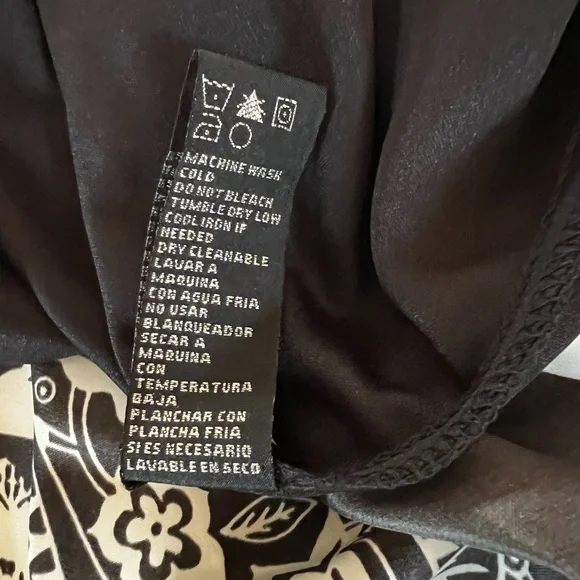 MACHINE WASH
COLD
DO NOT BLEACH
TUMBLE DRY LOW
COOL IRON IF
NEEDED
DRY CLEANABLE
LAVAR A
MAQUINA
CON AGUA FRIA
NO USAR
BLANQUEADOR
SECAR A
MAQUINA
CON
TEMPERATURA
BAJA
PLANCHAR CON
PLANCHA FRIA
SI ES NECESARIO
LAVABLE EN SECO